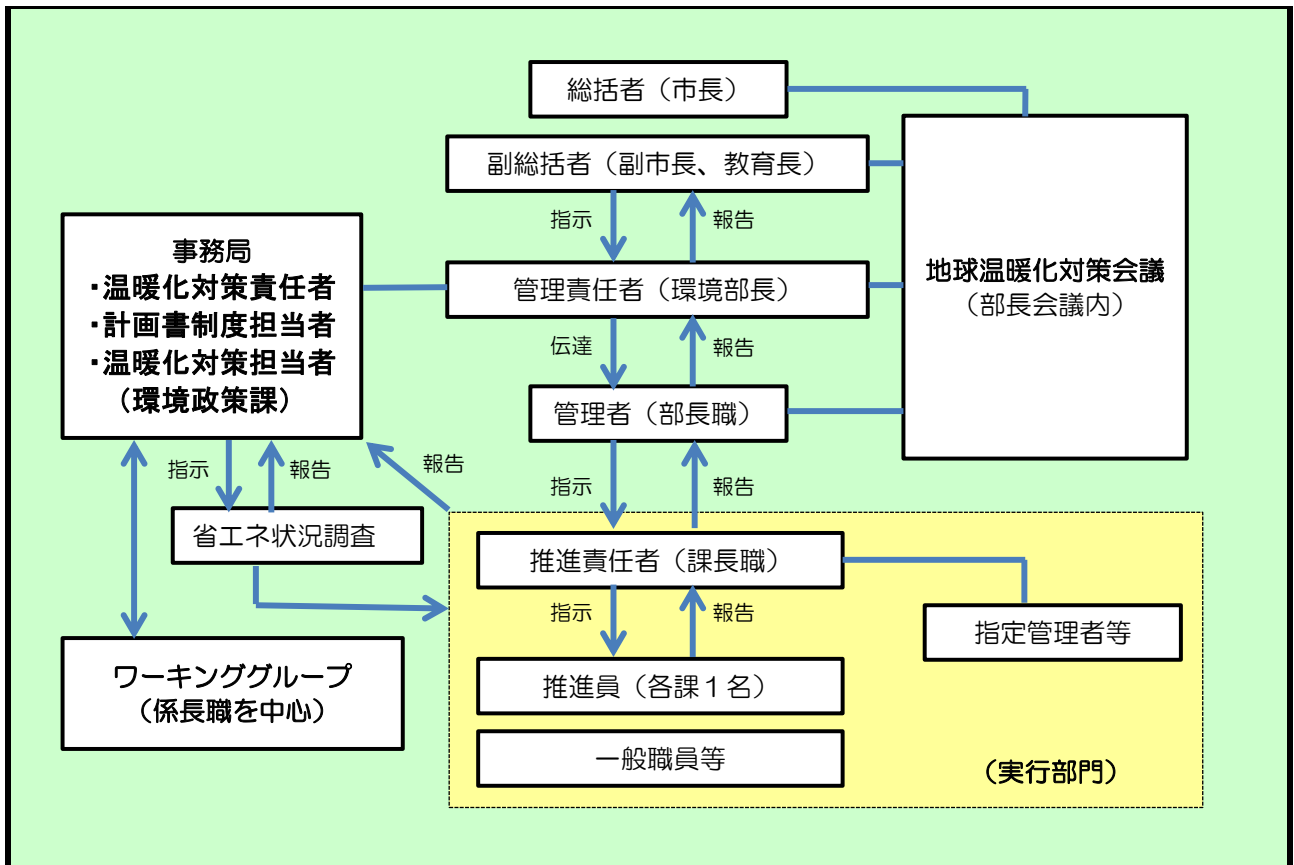 総括者（市長）
副総括者（副市長、教育長）
指示
報告
事務局
・温暖化対策責任者
・計画書制度担当者
・温暖化対策担当者
（環境政策課）
管理責任者（環境部長）
地球温暖化対策会議
（部長会議内）
伝達
報告
管理者（部長職）
指示
報告
報告
指示
報告
省エネ状況調査
推進責任者（課長職）
指示
報告
指定管理者等
ワーキンググループ
（係長職を中心）
推進員（各課１名）
一般職員等
（実行部門）